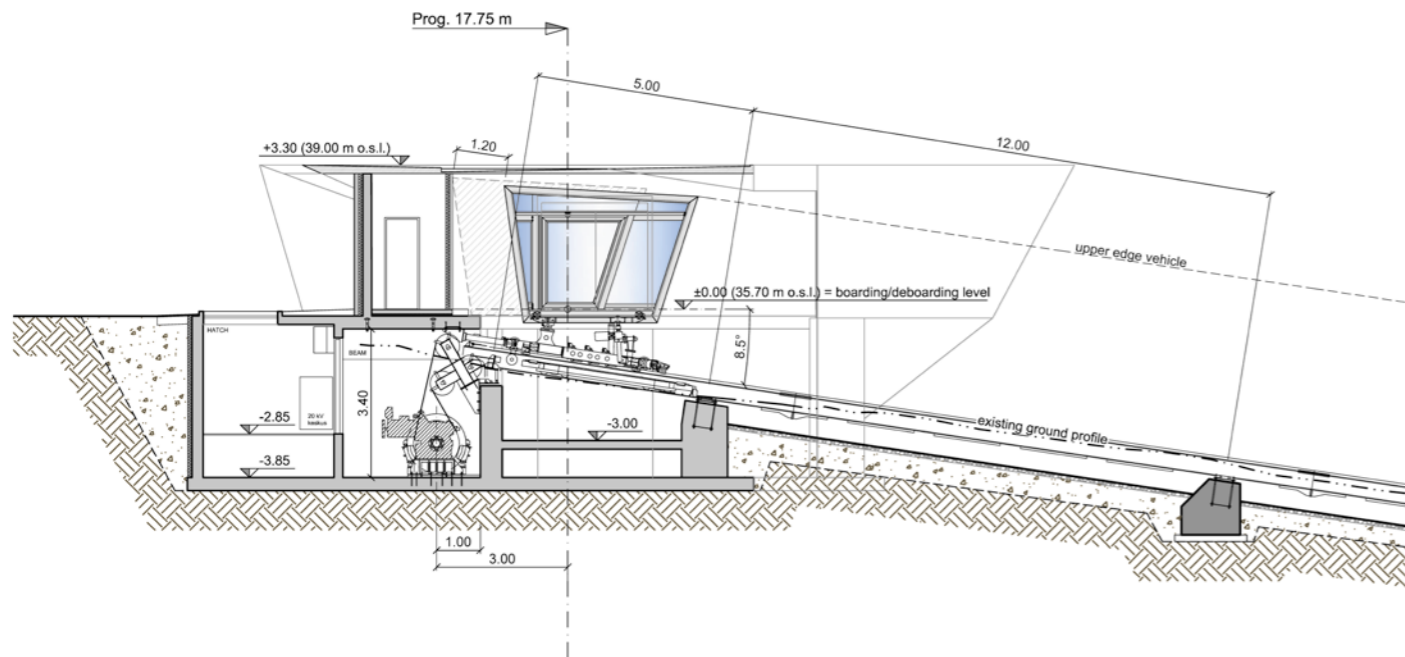 Prog. 17.75 m
5.00
12.00
+3.30 (39.00 m o.s.l.)
1.20
upper edge vehicle
±0.00 (35.70 m o.s.l.) = boarding/deboarding level
HATCH
BEAM
8.5°
3.40
20 kV
keskus
-2.85
-3.00
existing ground profile
-3.85
1.00
3.00